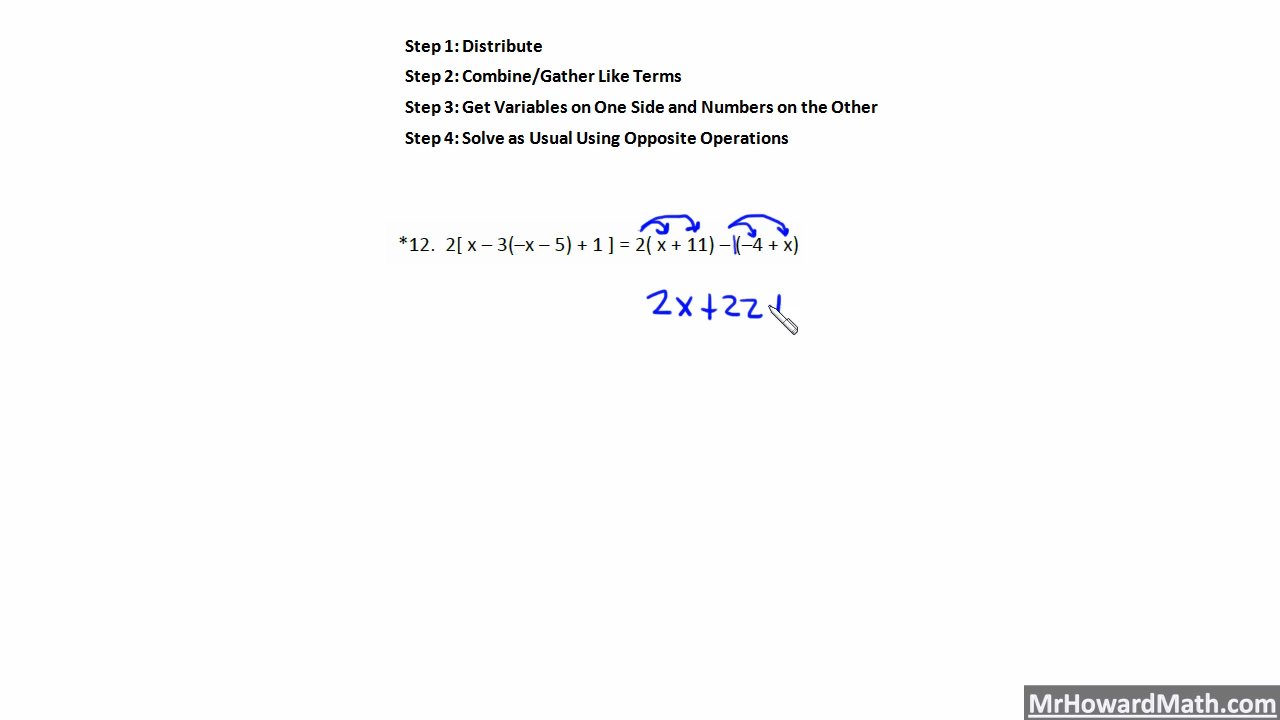 Step 1: Distribute
Step 2: Combine/Gather Like Terms
Step 3: Get Variables on One Side and Numbers on the Other
Step 4: Solve as Usual Using Opposite Operations
*12. 2[ x – 3(–x – 5) + 1 ] = 2( x + 11) – 1(–4 + x)
2x + 22 +
MrHowardMath.com